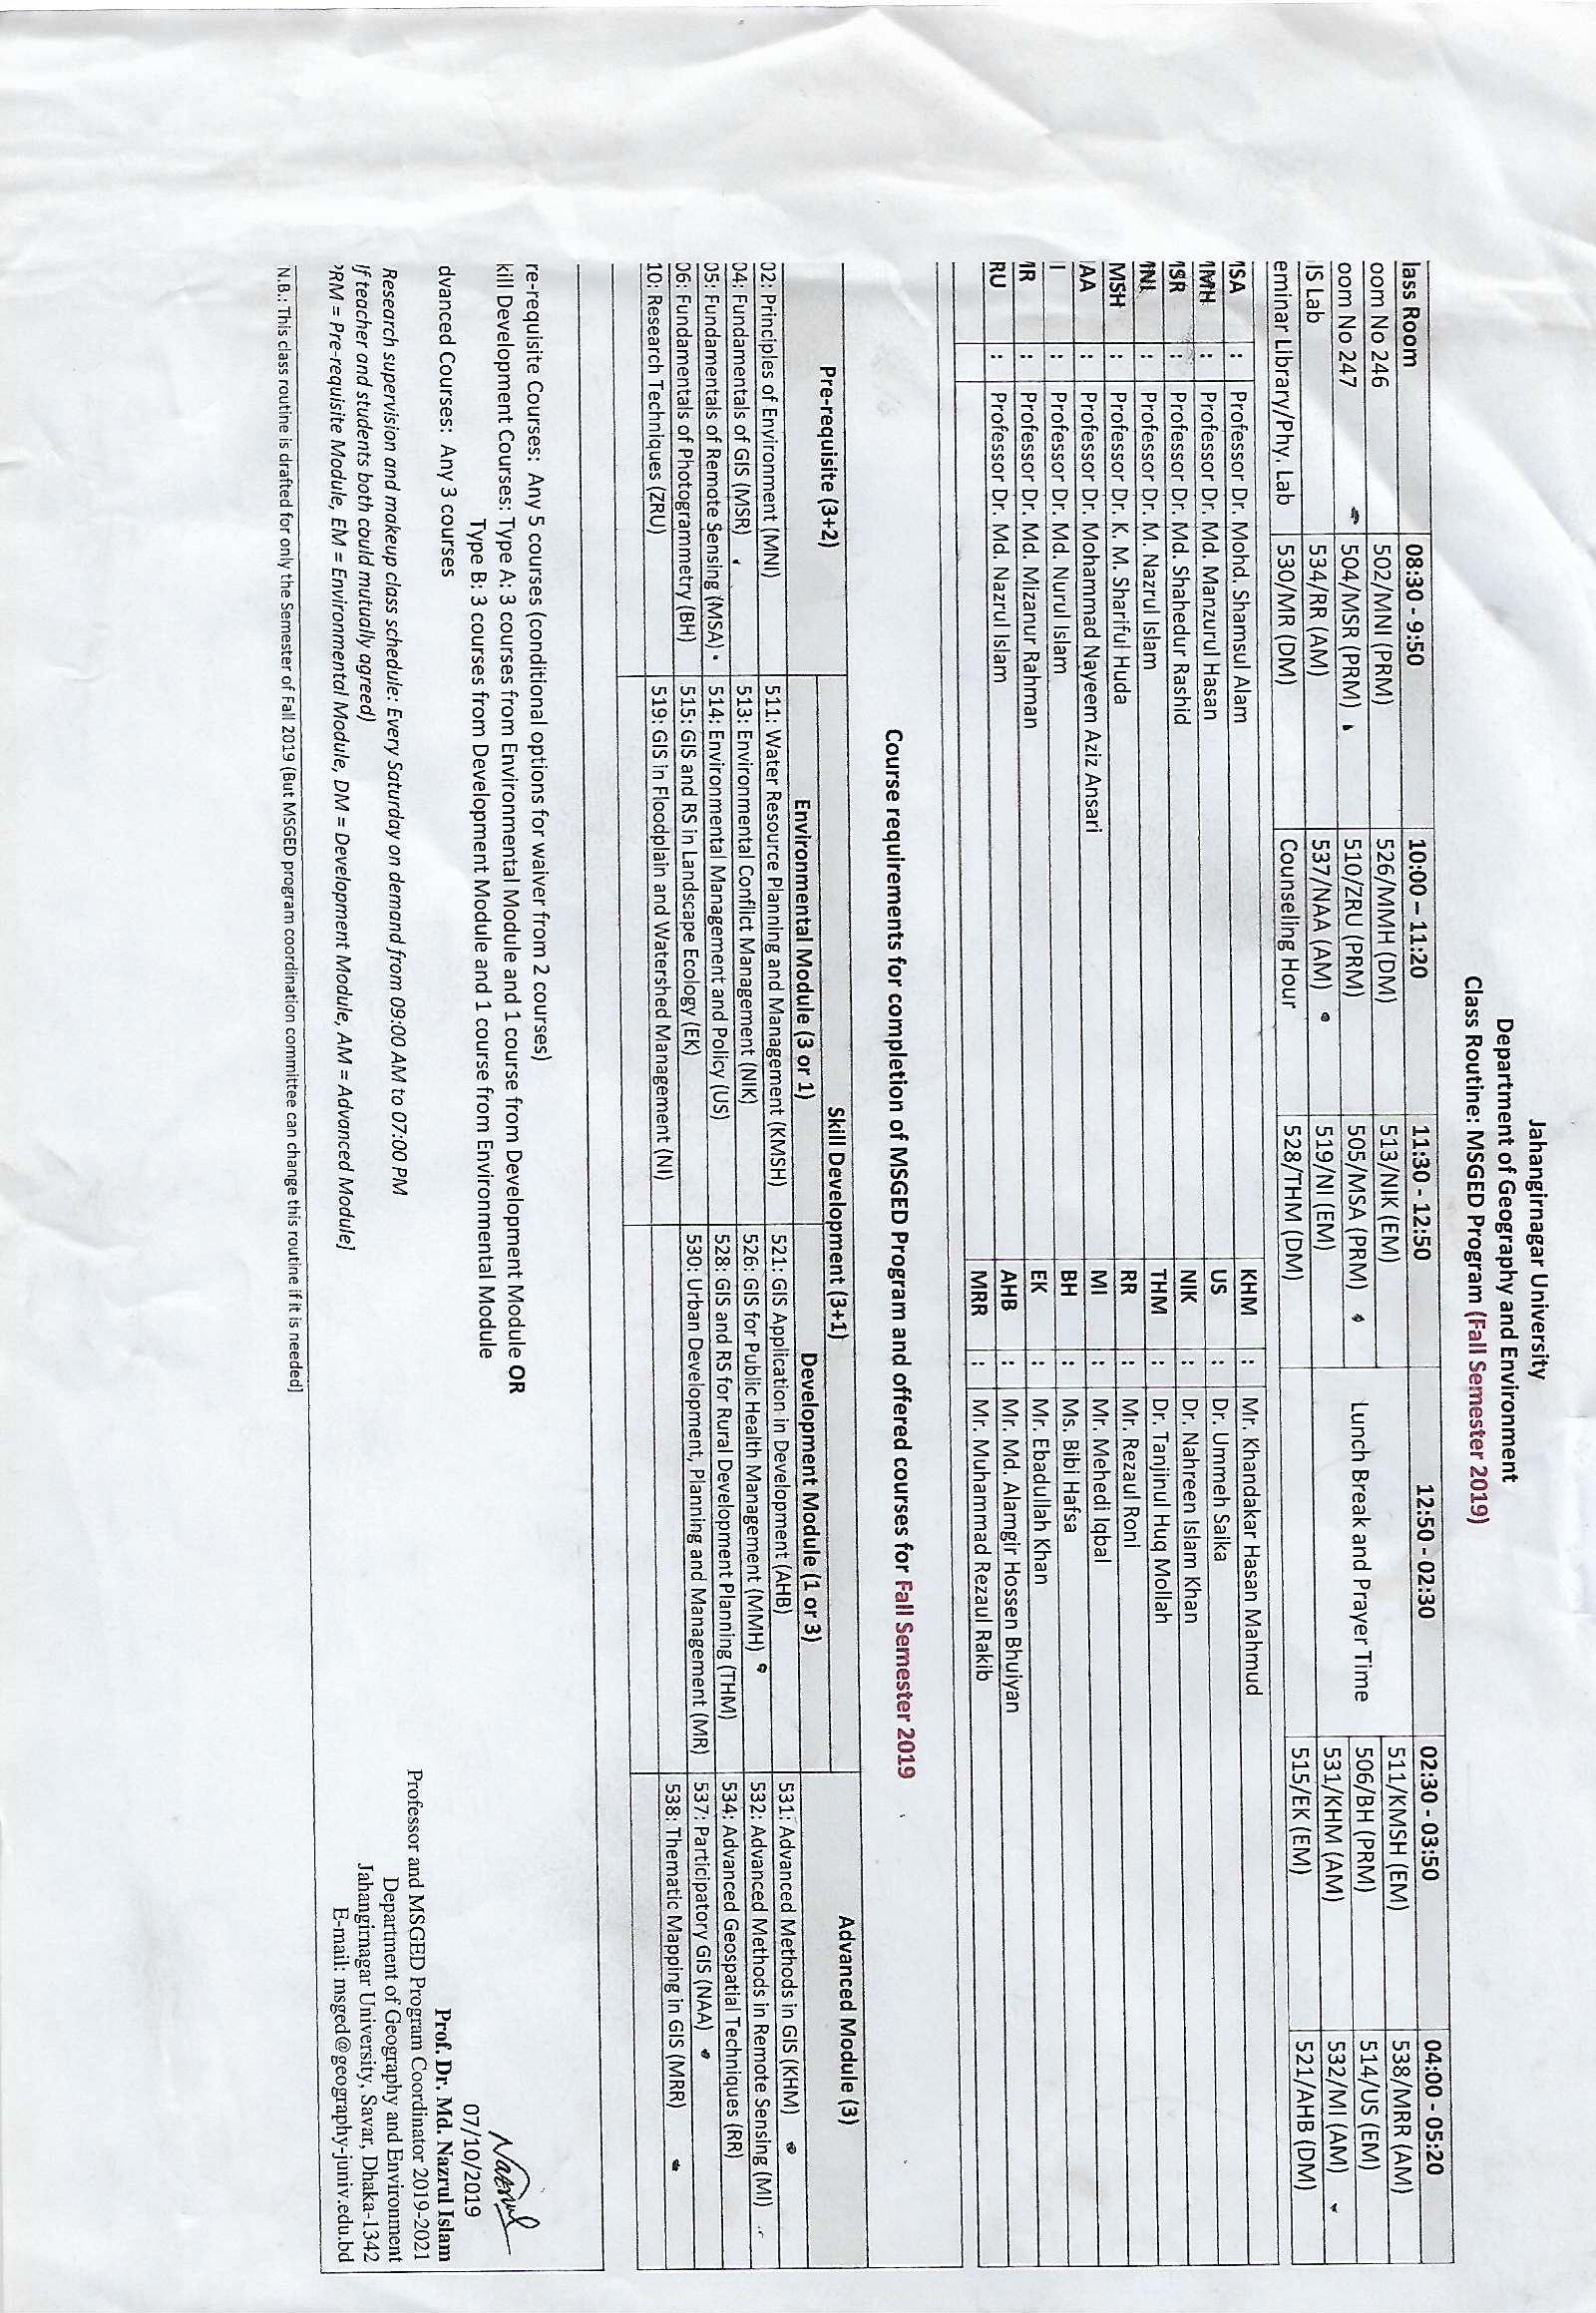 Jahangirnagar University
Department of Geography and Environment
Class Routine: MSGED Program (Fall Semester 2019)
lass Room 08:30 - 9:50 10:00 – 11:20 11:30 - 12:50 12:50 - 02:30 02:30 - 03:50 04:00 - 05:20
oom No 246 502/MNI (PRM) 526/MMH (DM) 513/NIK (EM) Lunch Break and Prayer Time 511/KMSH (EM) 538/MRR (AM)
oom No 247 504/MSR (PRM) 510/ZRU (PRM) 505/MSA (PRM) 506/BH (PRM) 514/US (EM)
IS Lab 534/RR (AM) 537/NAA (AM) 519/NI (EM) 531/KHM (AM) 532/MI (AM)
eminar Library/Phy. Lab 530/MR (DM) Counseling Hour 528/THM (DM) 515/EK (EM) 521/AHB (DM)
MSA : Professor Dr. Mohd. Shamsul Alam KHM : Mr. Khandakar Hasan Mahmud
MMH : Professor Dr. Md. Manzurul Hasan US : Dr. Ummeh Saika
MSR : Professor Dr. Md. Shahedur Rashid NIK : Dr. Nahreen Islam Khan
MNI : Professor Dr. M. Nazrul Islam THM : Dr. Tanjinul Huq Mollah
MSH : Professor Dr. K. M. Shariful Huda RR : Mr. Rezaul Roni
AA : Professor Dr. Mohammad Nayeem Aziz Ansari MI : Mr. Mehedi Iqbal
I : Professor Dr. Md. Nurul Islam BH : Ms. Bibi Hafsa
MR : Professor Dr. Md. Mizanur Rahman EK : Mr. Ebadullah Khan
RU : Professor Dr. Md. Nazrul Islam AHB : Mr. Md. Alamgir Hossen Bhuiyan
MRR : Mr. Muhammad Rezaul Rakib
Course requirements for completion of MSGED Program and offered courses for Fall Semester 2019
Pre-requisite (3+2) Skill Development (3+1) Advanced Module (3)
Environmental Module (3 or 1) Development Module (1 or 3)
02: Principles of Environment (MNI) 511: Water Resource Planning and Management (KMSH) 521: GIS Application in Development (AHB) 531: Advanced Methods in GIS (KHM)
04: Fundamentals of GIS (MSR) 513: Environmental Conflict Management (NIK) 526: GIS for Public Health Management (MMH) 532: Advanced Methods in Remote Sensing (MI)
05: Fundamentals of Remote Sensing (MSA) 514: Environmental Management and Policy (US) 528: GIS and RS for Rural Development Planning (THM) 534: Advanced Geospatial Techniques (RR)
06: Fundamentals of Photogrammetry (BH) 515: GIS and RS in Landscape Ecology (EK) 530: Urban Development, Planning and Management (MR) 537: Participatory GIS (NAA)
10: Research Techniques (ZRU) 519: GIS in Floodplain and Watershed Management (NI) 538: Thematic Mapping in GIS (MRR)
re-requisite Courses: Any 5 courses (conditional options for waiver from 2 courses)
kill Development Courses: Type A: 3 courses from Environmental Module and 1 course from Development Module OR
Type B: 3 courses from Development Module and 1 course from Environmental Module
dvanced Courses: Any 3 courses
Research supervision and makeup class schedule: Every Saturday on demand from 09:00 AM to 07:00 PM
If teacher and students both could mutually agreed)
PRM = Pre-requisite Module, EM = Environmental Module, DM = Development Module, AM = Advanced Module]
N.B.: This class routine is drafted for only the Semester of Fall 2019 (But MSGED program coordination committee can change this routine if it is needed]
Nazrul
07/10/2019
Prof. Dr. Md. Nazrul Islam
Professor and MSGED Program Coordinator 2019-2021
Department of Geography and Environment
Jahangirnagar University, Savar, Dhaka-1342
E-mail: msged@geography-juniv.edu.bd